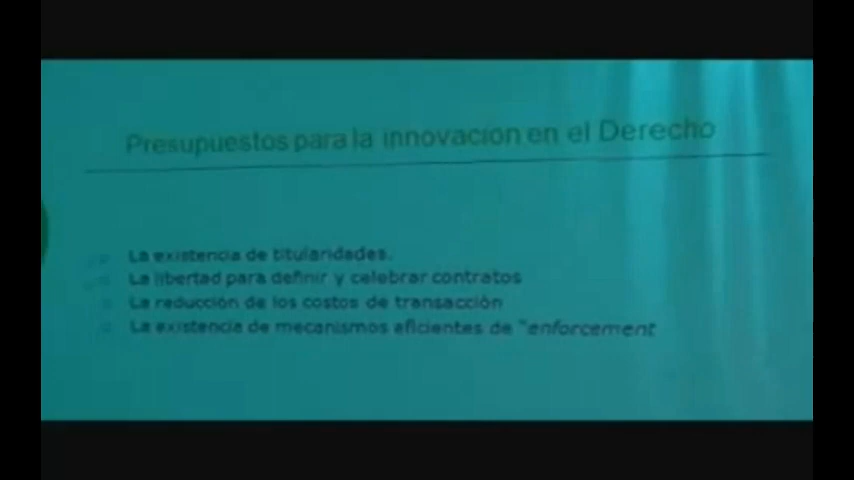 Presupuestos para la innovacion en el Derecho
La existencia de titularidades.
La libertad para definir y celebrar contratos
La reducción de los costos de transacción
La existencia de mecanismos eficientes de "enforcement